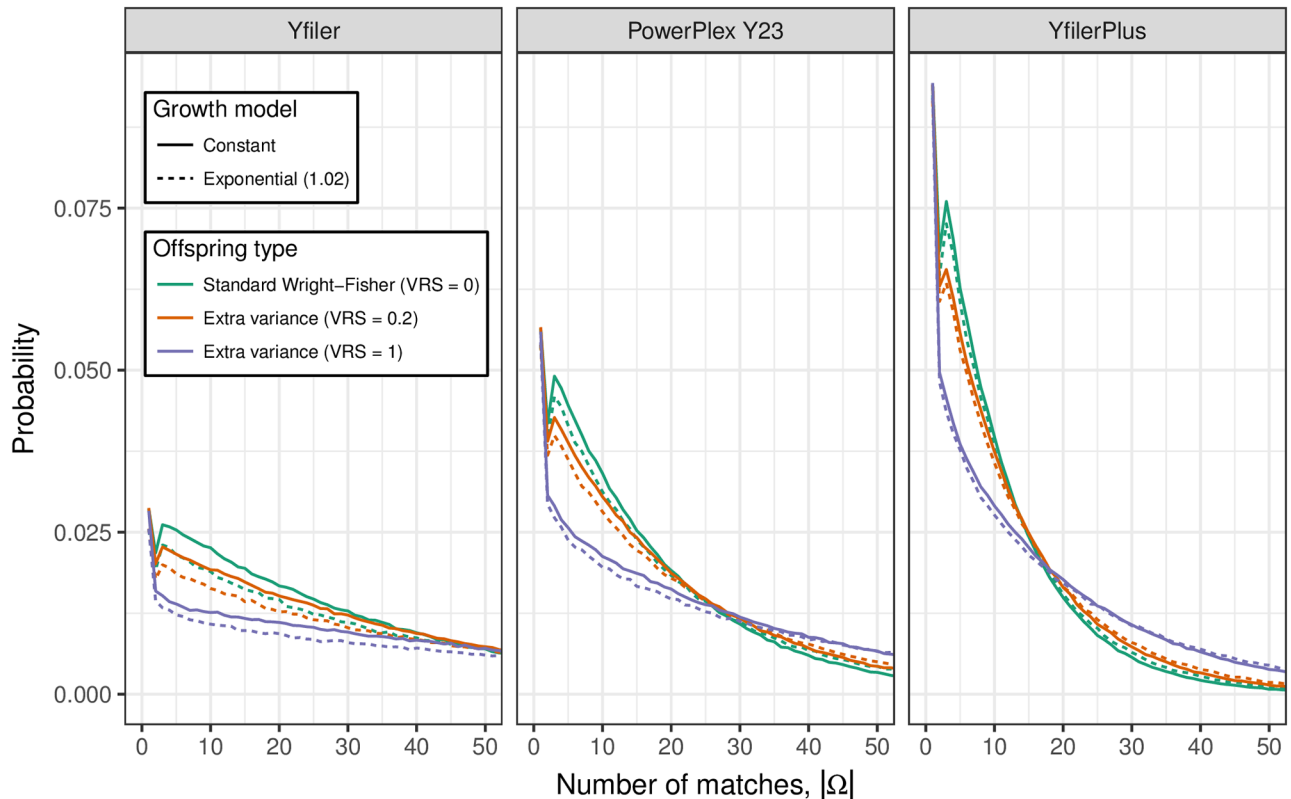 Yfiler
PowerPlex Y23
YfilerPlus
Growth model
Constant
Exponential (1.02)
Offspring type
Standard Wright−Fisher (VRS = 0)
Extra variance (VRS = 0.2)
Extra variance (VRS = 1)
Probability
0.075
0.050
0.025
0.000
0 10 20 30 40 50
0 10 20 30 40 50
0 10 20 30 40 50
Number of matches, |Ω|